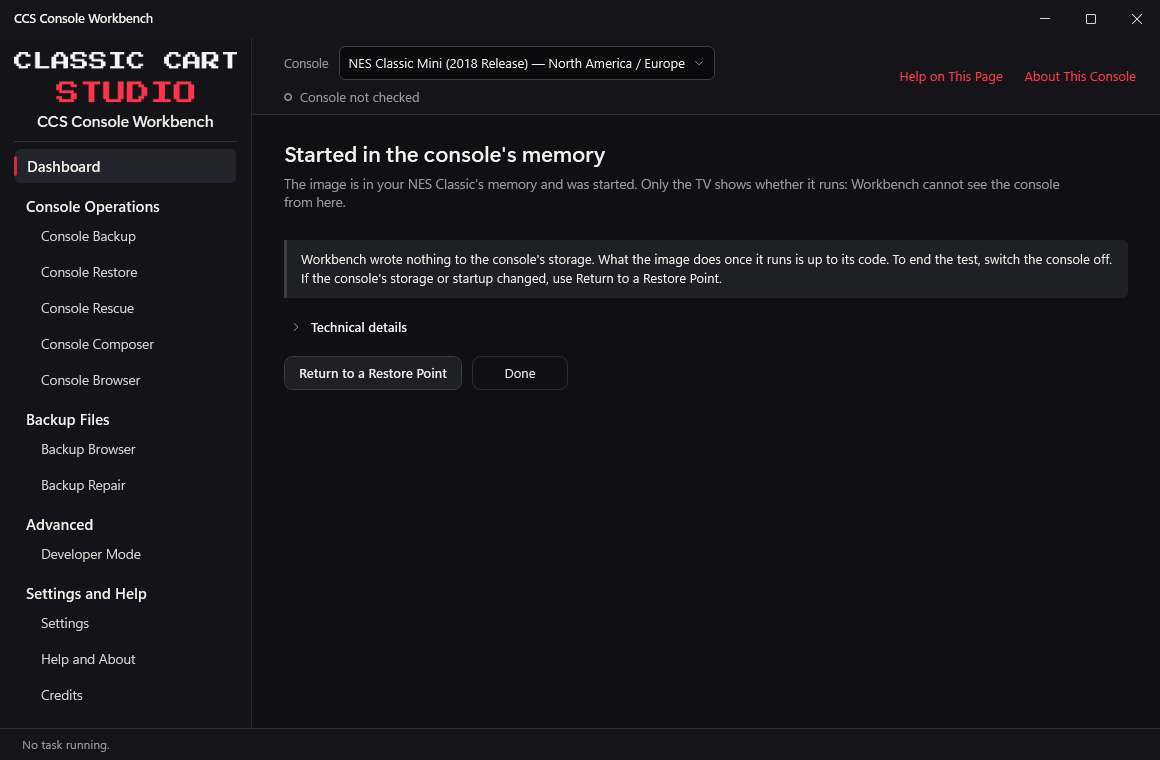 CCS Console Workbench
CLASSIC CART
STUDIO
CCS Console Workbench
Dashboard
Console Operations
Console Backup
Console Restore
Console Rescue
Console Composer
Console Browser
Backup Files
Backup Browser
Backup Repair
Advanced
Developer Mode
Settings and Help
Settings
Help and About
Credits
Console
NES Classic Mini (2018 Release) — North America / Europe
Console not checked
Help on This Page
About This Console
Started in the console's memory
The image is in your NES Classic's memory and was started. Only the TV shows whether it runs: Workbench cannot see the console
from here.
Workbench wrote nothing to the console's storage. What the image does once it runs is up to its code. To end the test, switch the console off.
If the console's storage or startup changed, use Return to a Restore Point.
Technical details
Return to a Restore Point
Done
No task running.